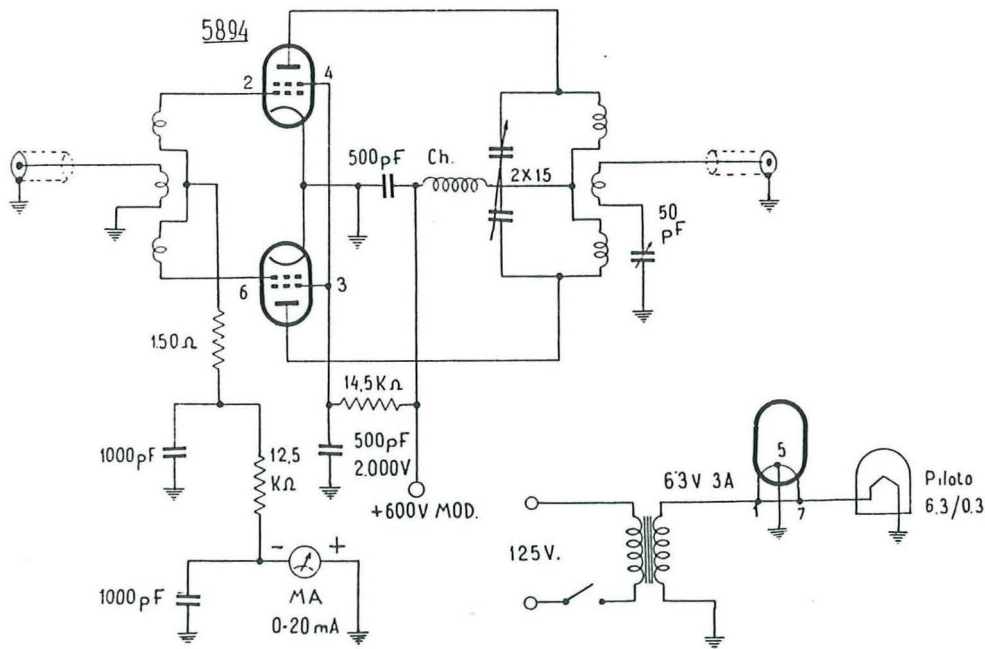 5894
2
4
500pF
Ch.
2X15
50
pF
6
3
150Ω
14,5KΩ
1000pF
12,5
KΩ
500pF
2.000V
+600V MOD.
6'3V 3A
5
1
7
Piloto
6.3/0.3
125V.
-
+
1000pF
MA
0-20mA